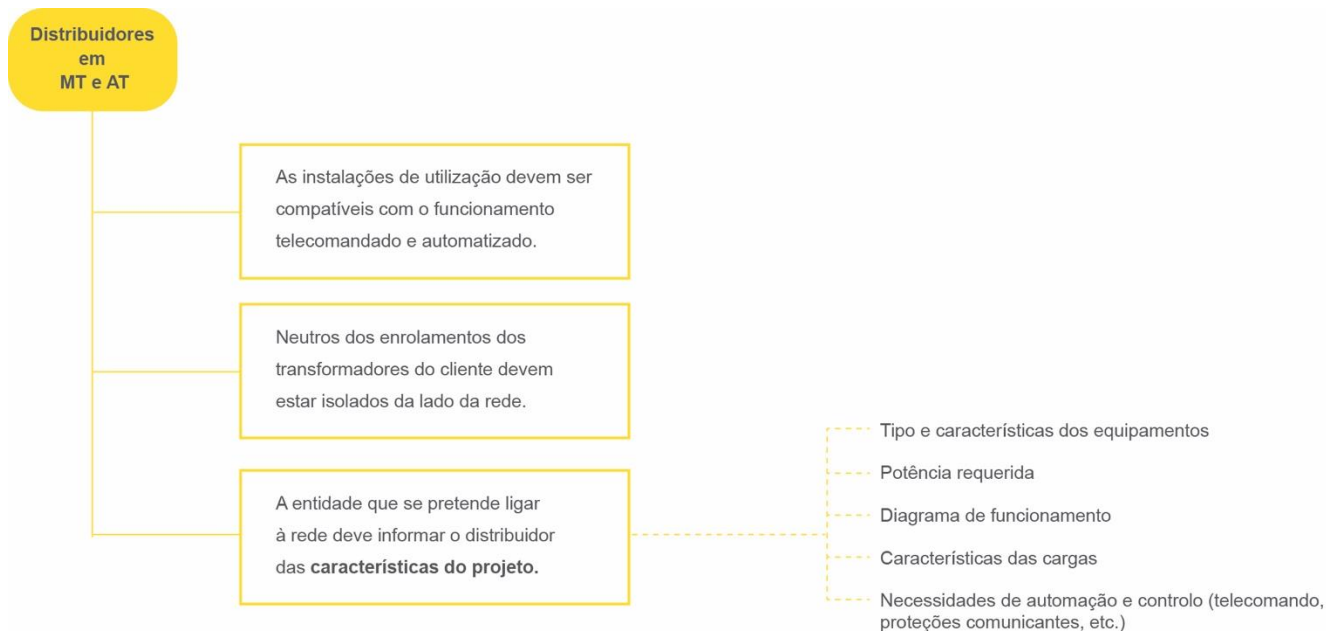 Distribuidores
em
MT e AT
As instalações de utilização devem ser
compatíveis com o funcionamento
telecomandado e automatizado.
Neutros dos enrolamentos dos
transformadores do cliente devem
estar isolados da lado da rede.
A entidade que se pretende ligar
à rede deve informar o distribuidor
das características do projeto.
Tipo e características dos equipamentos
Potência requerida
Diagrama de funcionamento
Características das cargas
Necessidades de automação e controlo (telecomando,
proteções comunicantes, etc.)